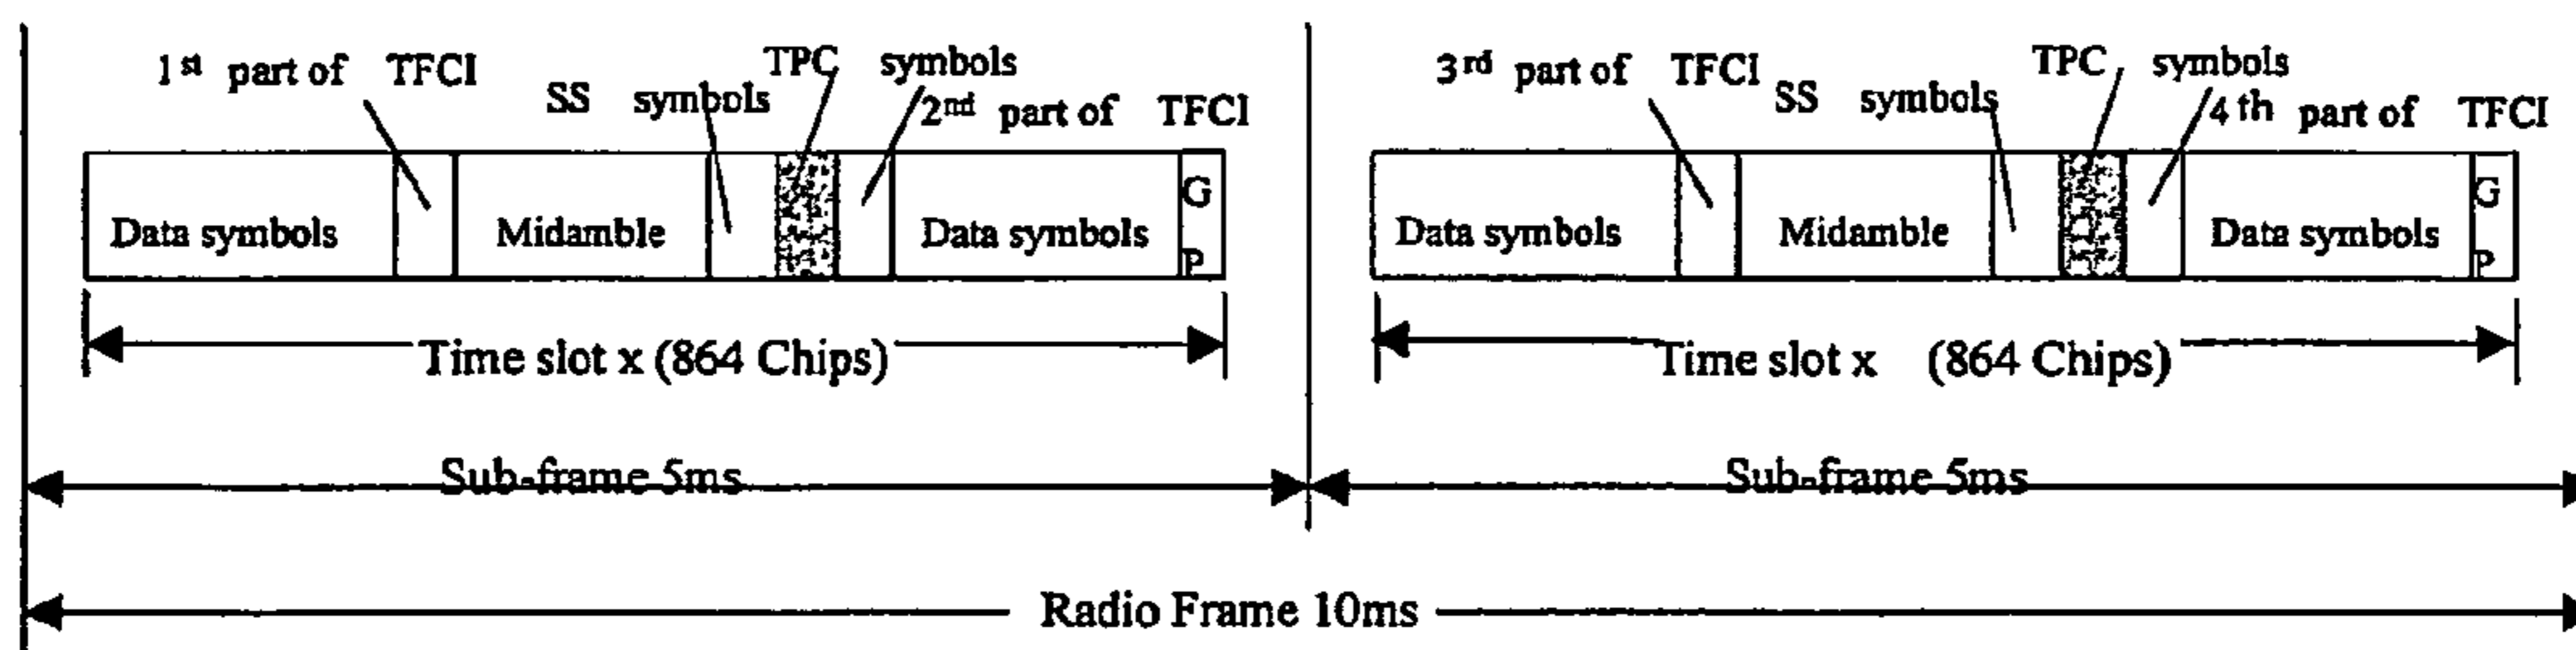 1st part of TFCI
SS symbols
TPC symbols
2nd part of TFCI
3rd part of TFCI
SS symbols
TPC symbols
4th part of TFCI
Data symbols
Midamble
Data symbols
G
P
Data symbols
Midamble
Data symbols
G
P
Time slot x (864 Chips)
Time slot x (864 Chips)
Sub-frame 5ms
Sub-frame 5ms
Radio Frame 10ms